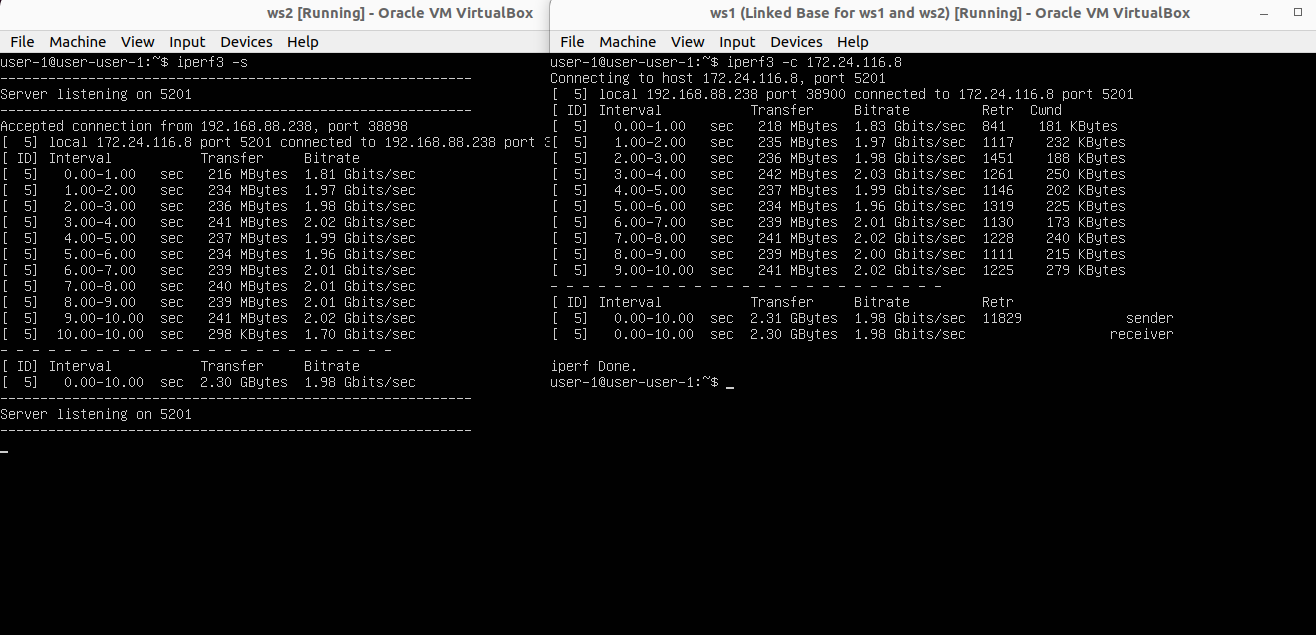 ws2 [Running] - Oracle VM VirtualBox
File Machine View Input Devices Help
user-1@user-user-1:~$ iperf3 -s
-----------------------------------------------------------
Server listening on 5201
-----------------------------------------------------------
Accepted connection from 192.168.88.238, port 38898
[  5] local 172.24.116.8 port 5201 connected to 192.168.88.238 port
[ ID] Interval           Transfer     Bitrate
[  5]   0.00-1.00   sec   216 MBytes  1.81 Gbits/sec
[  5]   1.00-2.00   sec   234 MBytes  1.97 Gbits/sec
[  5]   2.00-3.00   sec   236 MBytes  1.98 Gbits/sec
[  5]   3.00-4.00   sec   241 MBytes  2.02 Gbits/sec
[  5]   4.00-5.00   sec   237 MBytes  1.99 Gbits/sec
[  5]   5.00-6.00   sec   234 MBytes  1.96 Gbits/sec
[  5]   6.00-7.00   sec   239 MBytes  2.01 Gbits/sec
[  5]   7.00-8.00   sec   240 MBytes  2.01 Gbits/sec
[  5]   8.00-9.00   sec   239 MBytes  2.01 Gbits/sec
[  5]   9.00-10.00  sec   241 MBytes  2.02 Gbits/sec
[  5]  10.00-10.00  sec   298 KBytes  1.70 Gbits/sec
- - - - - - - - - - - - - - - - - - - - - - - - -
[ ID] Interval           Transfer     Bitrate
[  5]   0.00-10.00  sec  2.30 GBytes  1.98 Gbits/sec
-----------------------------------------------------------
Server listening on 5201
-----------------------------------------------------------
ws1 (Linked Base for ws1 and ws2) [Running] - Oracle VM VirtualBox
File Machine View Input Devices Help
user-1@user-user-1:~$ iperf3 -c 172.24.116.8
Connecting to host 172.24.116.8, port 5201
[  5] local 192.168.88.238 port 38900 connected to 172.24.116.8 port 5201
[ ID] Interval           Transfer     Bitrate         Retr  Cwnd
[  5]   0.00-1.00   sec   218 MBytes  1.83 Gbits/sec  841    181 KBytes
[  5]   1.00-2.00   sec   235 MBytes  1.97 Gbits/sec  1117    232 KBytes
[  5]   2.00-3.00   sec   236 MBytes  1.98 Gbits/sec  1451    188 KBytes
[  5]   3.00-4.00   sec   242 MBytes  2.03 Gbits/sec  1261    250 KBytes
[  5]   4.00-5.00   sec   237 MBytes  1.99 Gbits/sec  1146    202 KBytes
[  5]   5.00-6.00   sec   234 MBytes  1.96 Gbits/sec  1319    225 KBytes
[  5]   6.00-7.00   sec   239 MBytes  2.01 Gbits/sec  1130    173 KBytes
[  5]   7.00-8.00   sec   241 MBytes  2.02 Gbits/sec  1228    240 KBytes
[  5]   8.00-9.00   sec   239 MBytes  2.00 Gbits/sec  1111    215 KBytes
[  5]   9.00-10.00  sec   241 MBytes  2.02 Gbits/sec  1225    279 KBytes
- - - - - - - - - - - - - - - - - - - - - - - - -
[ ID] Interval           Transfer     Bitrate         Retr
[  5]   0.00-10.00  sec  2.31 GBytes  1.98 Gbits/sec  11829             sender
[  5]   0.00-10.00  sec  2.30 GBytes  1.98 Gbits/sec                  receiver
iperf Done.
user-1@user-user-1:~$ _